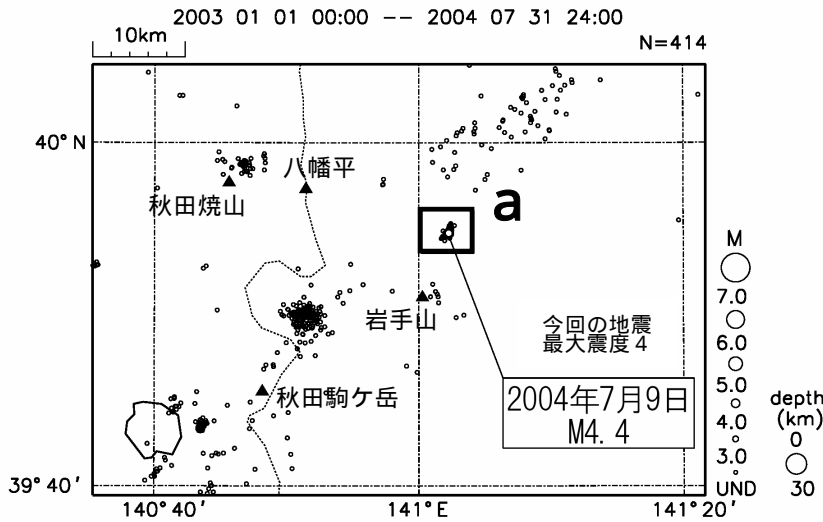 2003 01 01 00:00 -- 2004 07 31 24:00
10km
N=414
40°N
八幡平
秋田焼山
a
岩手山
今回の地震
最大震度4
秋田駒ケ岳
2004年7月9日
M4.4
39°40'
140°40'
141°E
141°20'
M
7.0
6.0
5.0
4.0
3.0
UND
depth
(km)
0
30